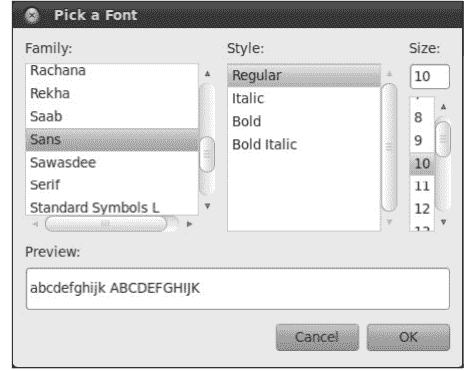 Pick a Font
Family:
Rachana
Rekha
Saab
Sans
Sawasdee
Serif
Standard Symbols L
Style:
Regular
Italic
Bold
Bold Italic
Size:
10
8
9
10
11
12
Preview:
abcdefghijk ABCDEFGHIJK
Cancel
OK